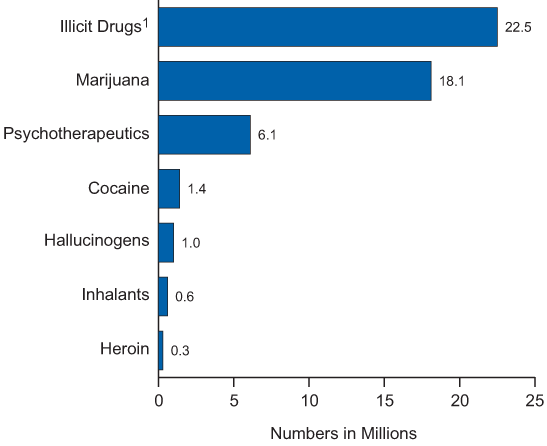 Illicit Drugs¹ 22.5
Marijuana 18.1
Psychotherapeutics 6.1
Cocaine 1.4
Hallucinogens 1.0
Inhalants 0.6
Heroin 0.3
0 5 10 15 20 25
Numbers in Millions